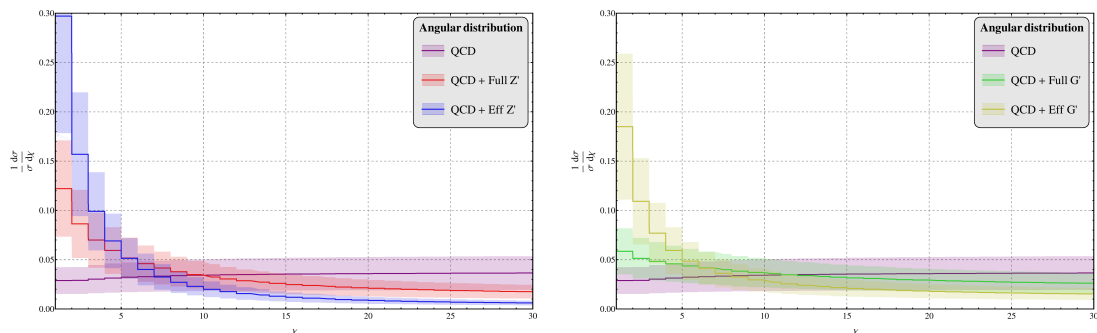 Angular distribution
QCD
QCD + Full Z'
QCD + Eff Z'
1/σ dσ/dχ
0.30
0.25
0.20
0.15
0.10
0.05
0.00
5 10 15 20 25 30
χ
Angular distribution
QCD
QCD + Full G'
QCD + Eff G'
1/σ dσ/dχ
0.30
0.25
0.20
0.15
0.10
0.05
0.00
5 10 15 20 25 30
χ